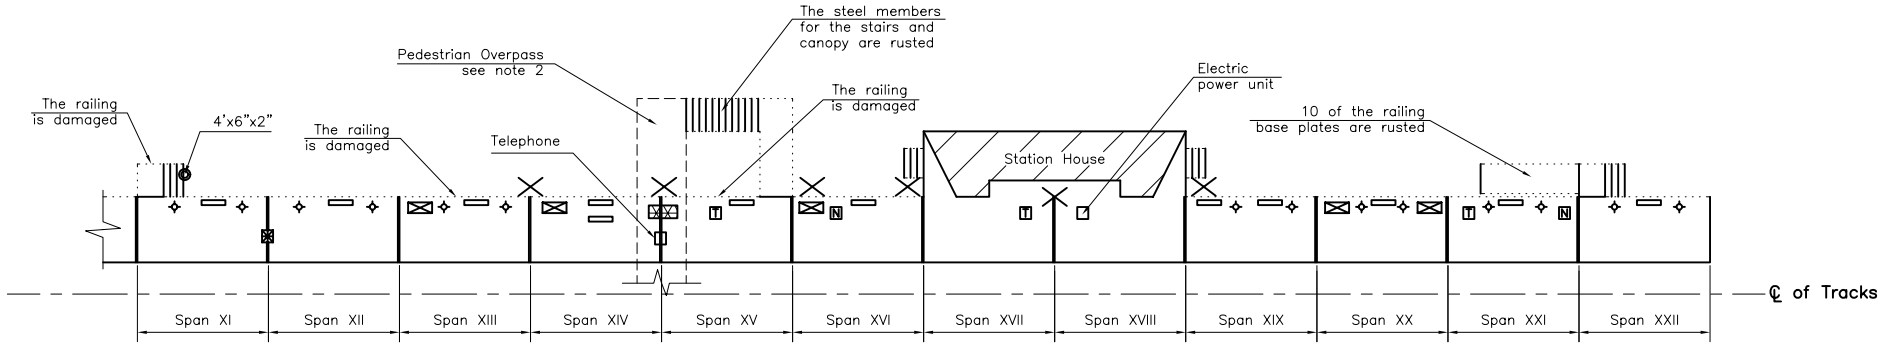 The steel members
for the stairs and
canopy are rusted
Pedestrian Overpass
see note 2
Electric
power unit
The railing
is damaged
The railing
is damaged
4'x6"x2"
The railing
is damaged
10 of the railing
base plates are rusted
Telephone
Station House
T
N
T
T
N
℄ of Tracks
Span XI
Span XII
Span XIII
Span XIV
Span XV
Span XVI
Span XVII
Span XVIII
Span XIX
Span XX
Span XXI
Span XXII